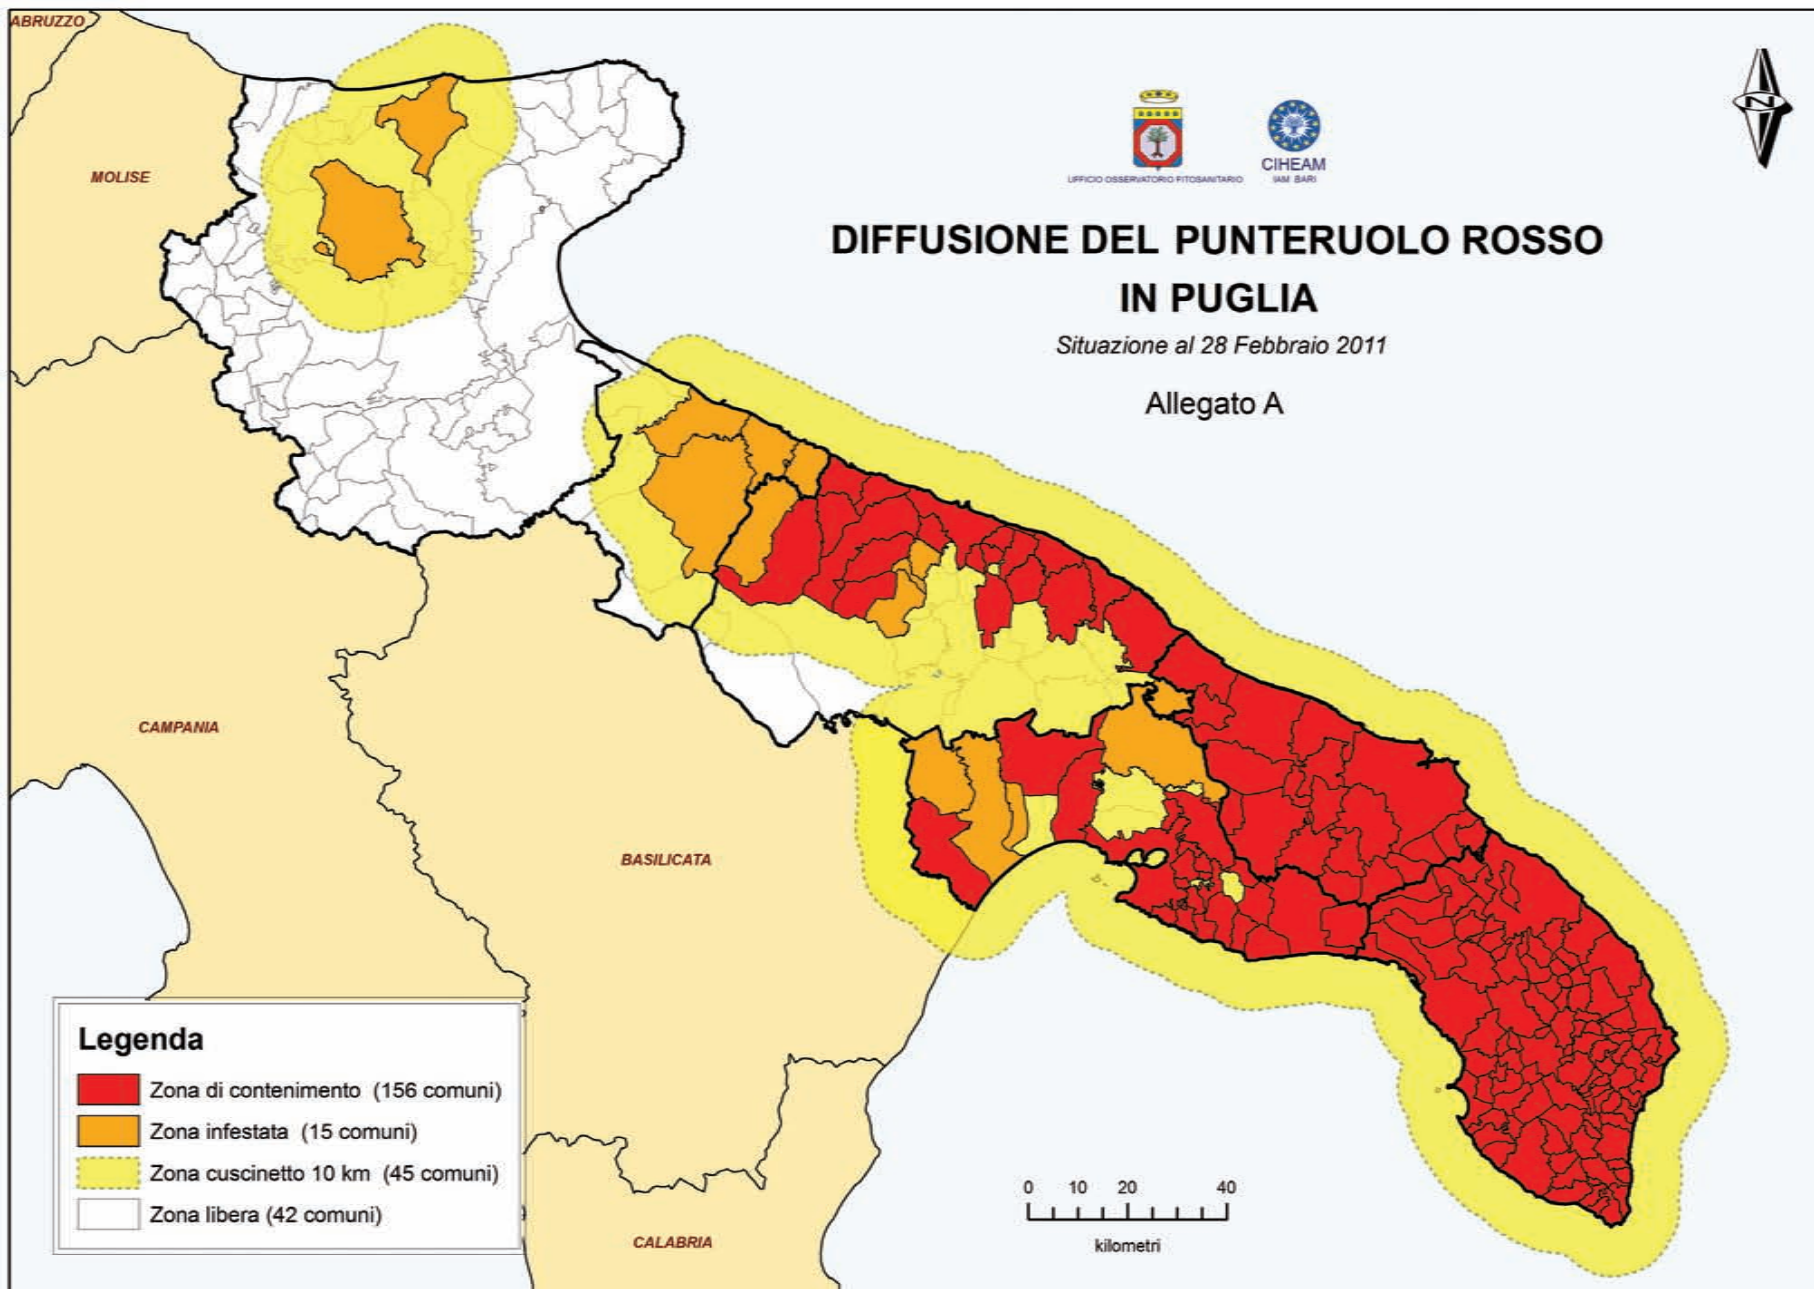 ABRUZZO
MOLISE
UFFICIO OSSERVATORIO FITOSANITARIO
CIHEAM
IAM BARI
N
DIFFUSIONE DEL PUNTERUOLO ROSSO
IN PUGLIA
Situazione al 28 Febbraio 2011
Allegato A
CAMPANIA
BASILICATA
CALABRIA
Legenda
Zona di contenimento (156 comuni)
Zona infestata (15 comuni)
Zona cuscinetto 10 km (45 comuni)
Zona libera (42 comuni)
0 10 20 40
kilometri